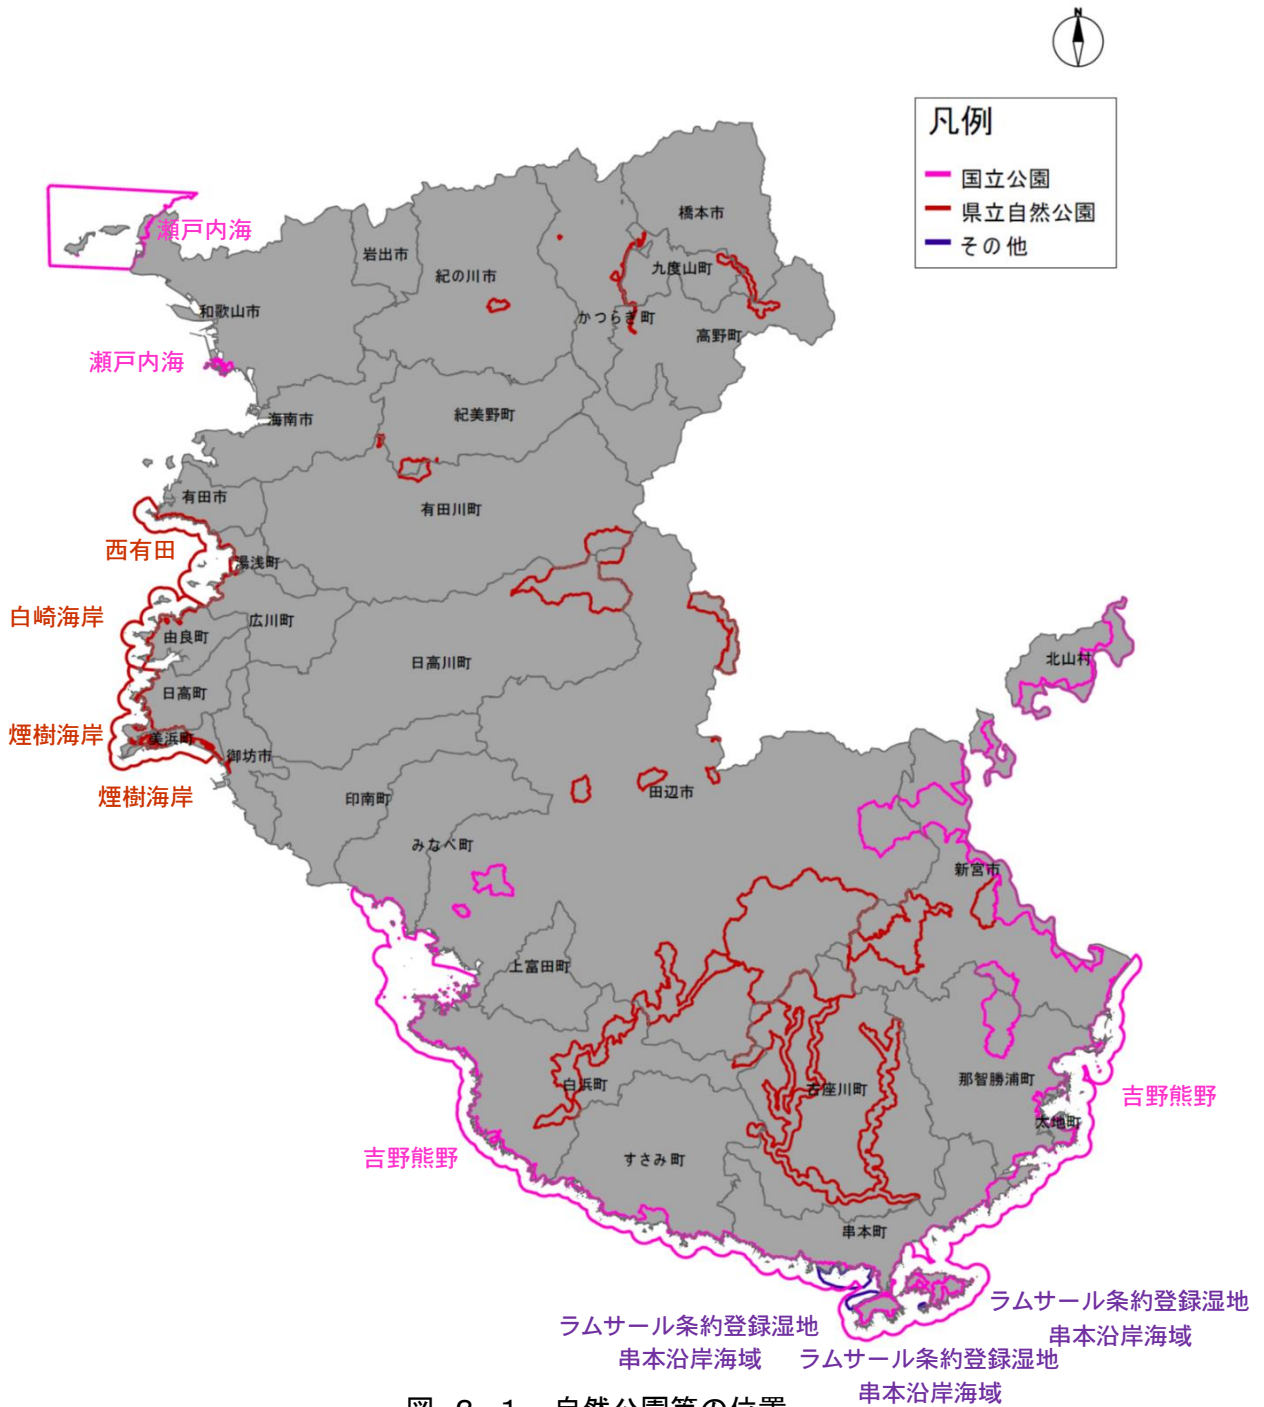 N
凡例
国立公園
県立自然公園
その他
瀬戸内海
橋本市
岩出市
紀の川市
九度山町
和歌山市
かつらぎ町
高野町
瀬戸内海
海南市
紀美野町
有田市
有田川町
西有田
湯浅町
白崎海岸
広川町
由良町
日高川町
北山村
日高町
煙樹海岸
美浜町
御坊市
煙樹海岸
印南町
田辺市
みなべ町
新宮市
上富田町
白浜町
古座川町
那智勝浦町
吉野熊野
太地町
吉野熊野
すさみ町
串本町
ラムサール条約登録湿地
串本沿岸海域
ラムサール条約登録湿地
串本沿岸海域
ラムサール条約登録湿地
串本沿岸海域